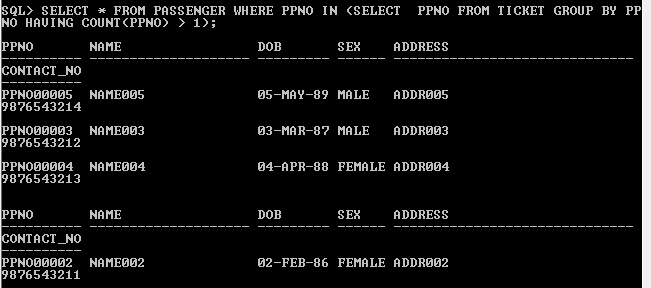 SQL> SELECT * FROM PASSENGER WHERE PPNO IN (SELECT  PPNO FROM TICKET GROUP BY PP
NO HAVING COUNT(PPNO) > 1);
PPNO NAME DOB SEX ADDRESS
---------- -------------------- --------- ------ ------------------------------
CONTACT_NO
----------
PPNO00005 NAME005 05-MAY-89 MALE ADDR005
9876543214
PPNO00003 NAME003 03-MAR-87 MALE ADDR003
9876543212
PPNO00004 NAME004 04-APR-88 FEMALE ADDR004
9876543213
PPNO NAME DOB SEX ADDRESS
---------- -------------------- --------- ------ ------------------------------
CONTACT_NO
----------
PPNO00002 NAME002 02-FEB-86 FEMALE ADDR002
9876543211